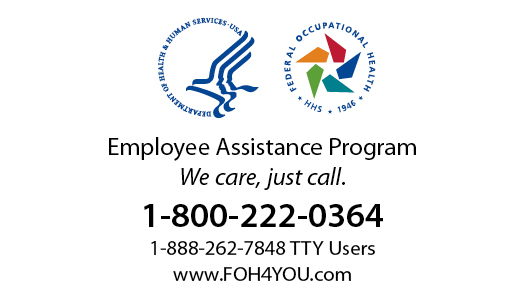 DEPARTMENT OF HEALTH & HUMAN SERVICES · USA
FEDERAL OCCUPATIONAL HEALTH
* HHS * 1946 *
Employee Assistance Program
We care, just call.
1-800-222-0364
1-888-262-7848 TTY Users
www.FOH4YOU.com